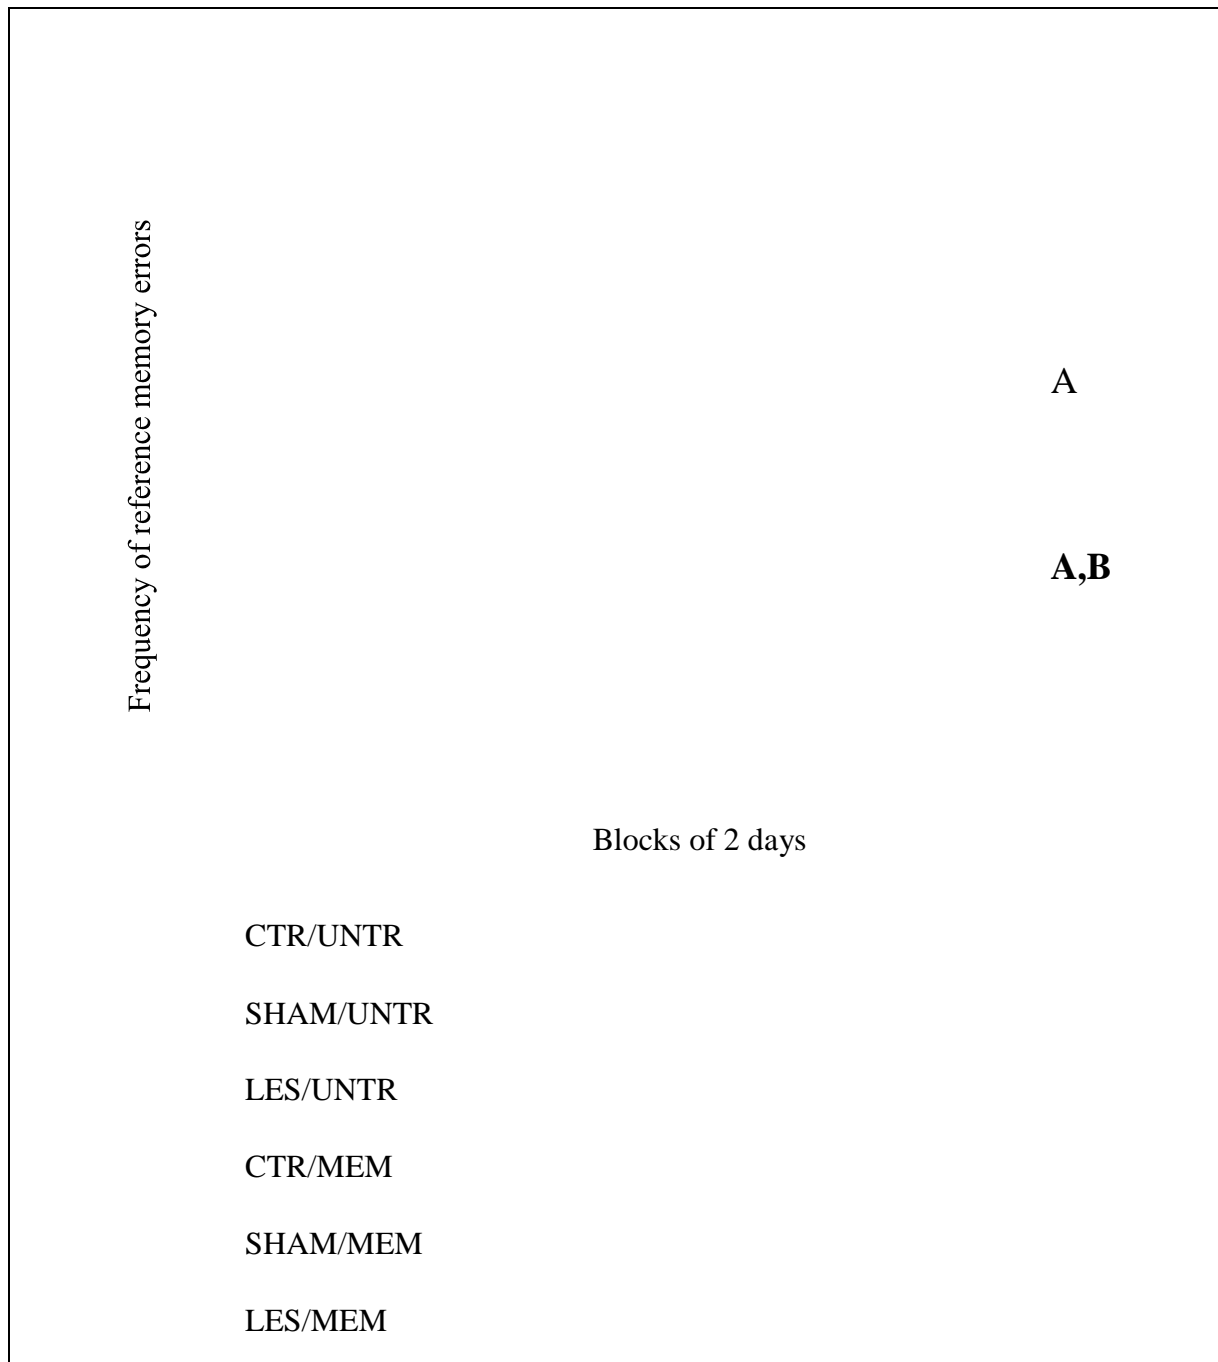 Frequency of reference memory errors
A
A,B
Blocks of 2 days
CTR/UNTR
SHAM/UNTR
LES/UNTR
CTR/MEM
SHAM/MEM
LES/MEM